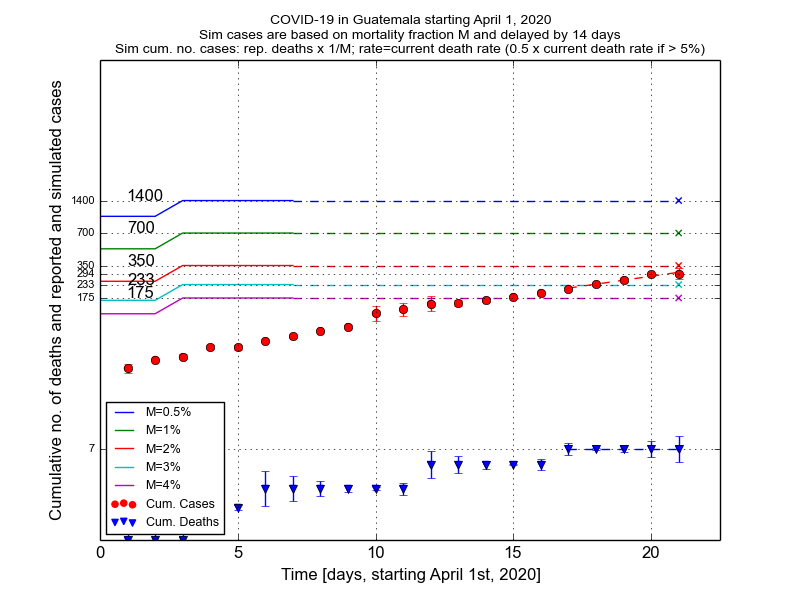 COVID-19 in Guatemala starting April 1, 2020
Sim cases are based on mortality fraction M and delayed by 14 days
Sim cum. no. cases: rep. deaths x 1/M; rate=current death rate (0.5 x current death rate if > 5%)
Cumulative no. of deaths and reported and simulated cases
1400
700
350
294
233
175
7
1400
700
350
233
175
M=0.5%
M=1%
M=2%
M=3%
M=4%
Cum. Cases
Cum. Deaths
0
5
10
15
20
Time [days, starting April 1st, 2020]